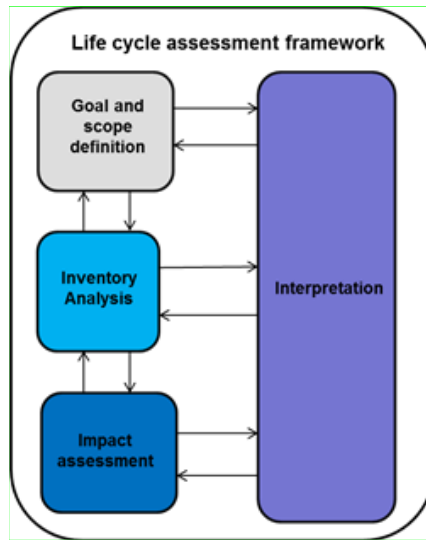 Life cycle assessment framework
Goal and
scope
definition
Inventory
Analysis
Interpretation
Impact
assessment